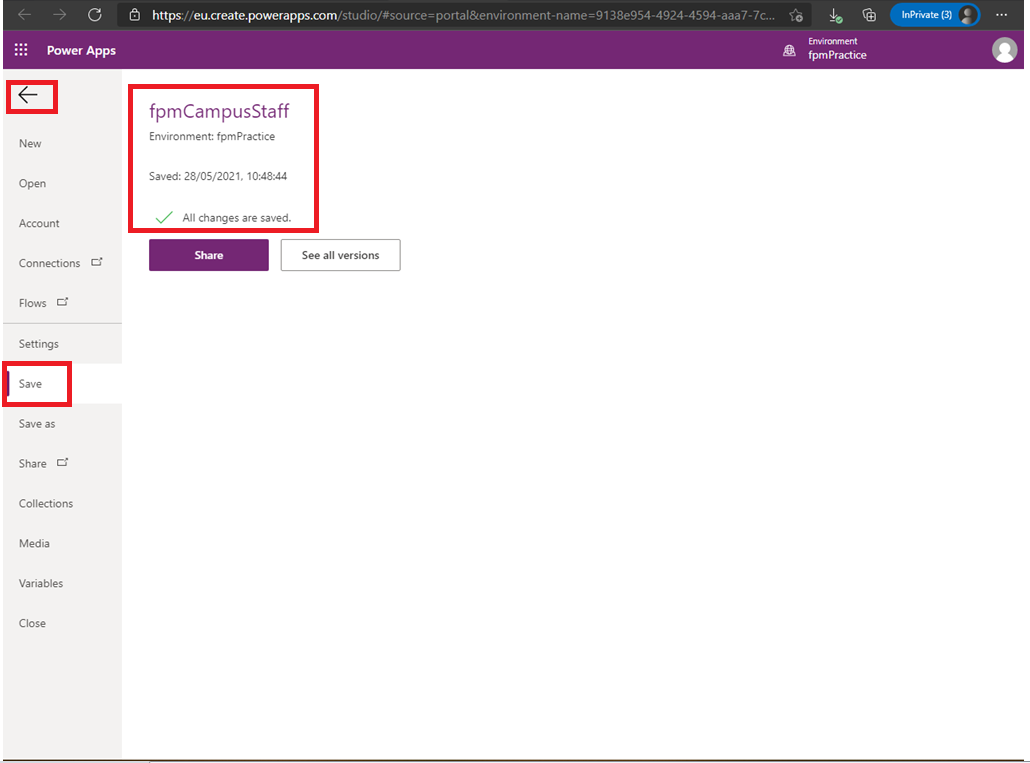 https://eu.create.powerapps.com/studio/#source=portal&environment-name=9138e954-4924-4594-aaa7-7c...
InPrivate (3)
Power Apps
Environment
fpmPractice
New
Open
Account
Connections
Flows
Settings
Save
Save as
Share
Collections
Media
Variables
Close
fpmCampusStaff
Environment: fpmPractice
Saved: 28/05/2021, 10:48:44
All changes are saved.
Share
See all versions